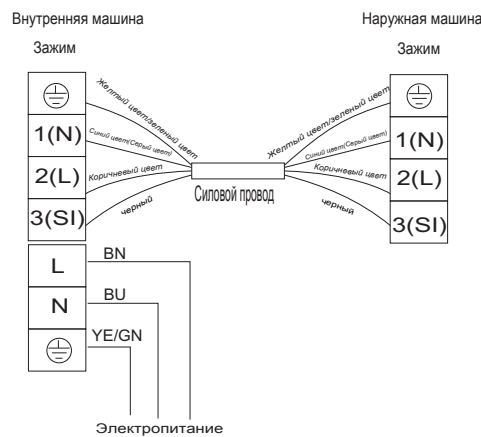 Внутренняя машина
Наружная машина
Зажим
Зажим
Желтый цвет/зеленый цвет
Желтый цвет/зеленый цвет
1(N)
Синий цвет(Серый цвет)
Синий цвет(Серый цвет)
1(N)
2(L)
Коричневый цвет
Коричневый цвет
2(L)
Силовой провод
3(SI)
черный
черный
3(SI)
L
BN
N
BU
YE/GN
Электропитание